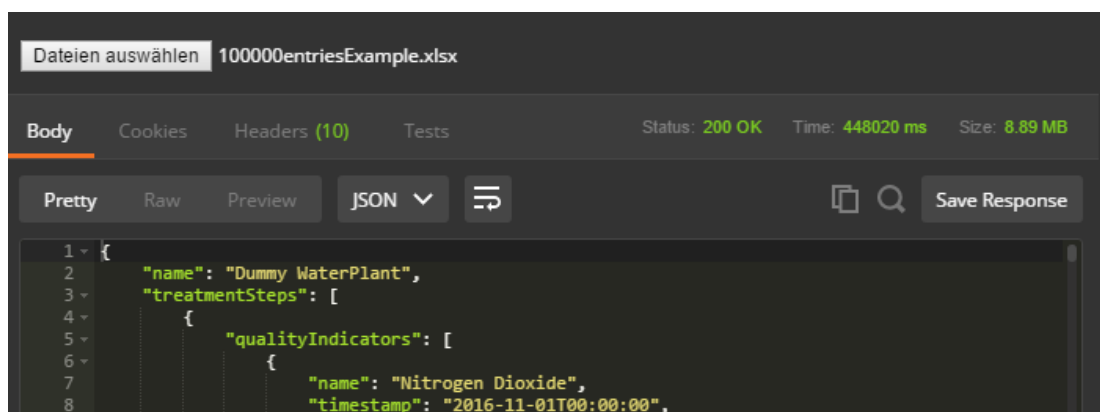 Dateien auswählen 100000entriesExample.xlsx
Body Cookies Headers (10) Tests Status: 200 OK Time: 448020 ms Size: 8.89 MB
Pretty Raw Preview JSON Save Response
1 {
2 "name": "Dummy WaterPlant",
3 "treatmentSteps": [
4 {
5 "qualityIndicators": [
6 {
7 "name": "Nitrogen Dioxide",
8 "timestamp": "2016-11-01T00:00:00",